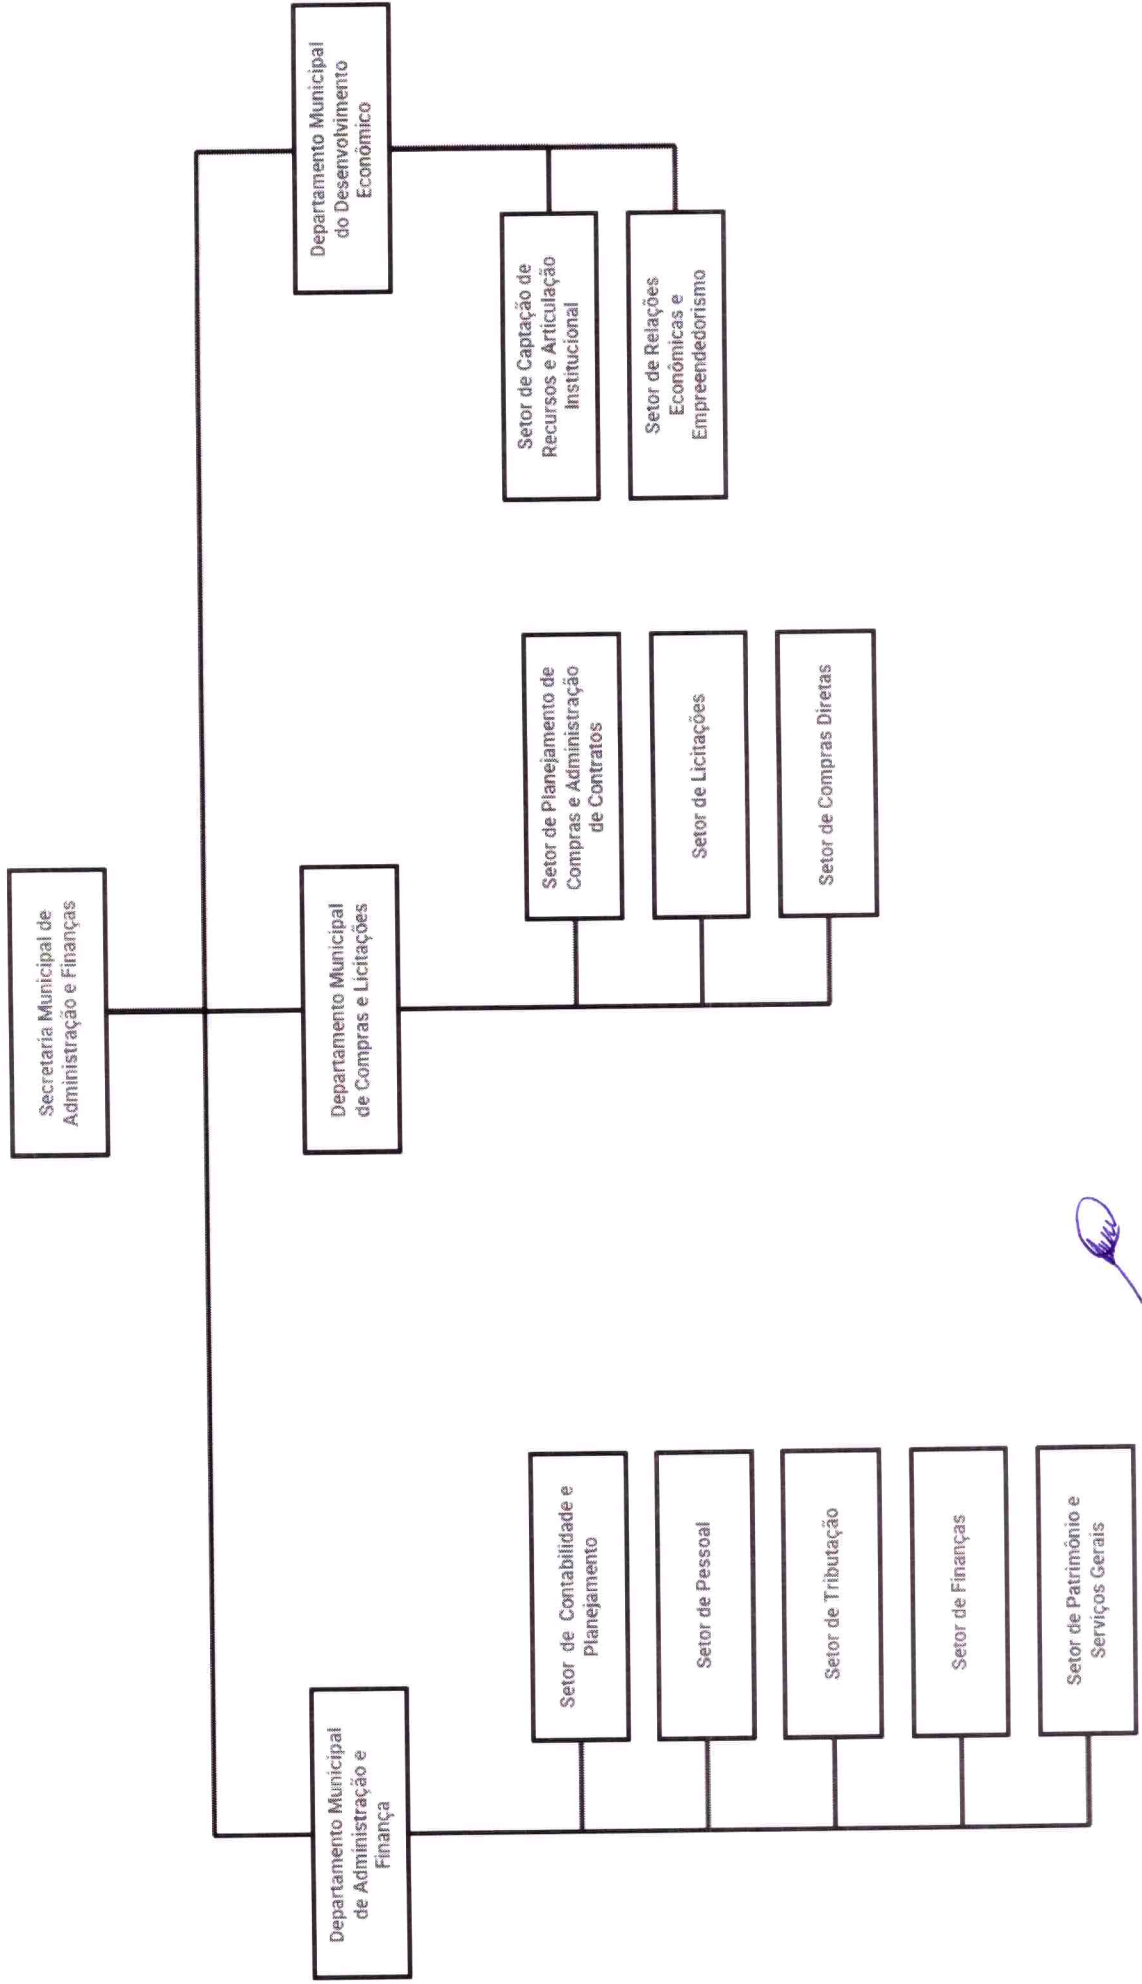 Secretaria Municipal de
Administração e Finanças
Departamento Municipal
de Administração e
Finança
Setor de Contabilidade e
Planejamento
Setor de Pessoal
Setor de Tributação
Setor de Finanças
Setor de Patrimônio e
Serviços Gerais
Departamento Municipal
de Compras e Licitações
Setor de Planejamento de
Compras e Administração
de Contratos
Setor de Licitações
Setor de Compras Diretas
Departamento Municipal
do Desenvolvimento
Econômico
Setor de Captação de
Recursos e Articulação
Institucional
Setor de Relações
Econômicas e
Empreendedorismo